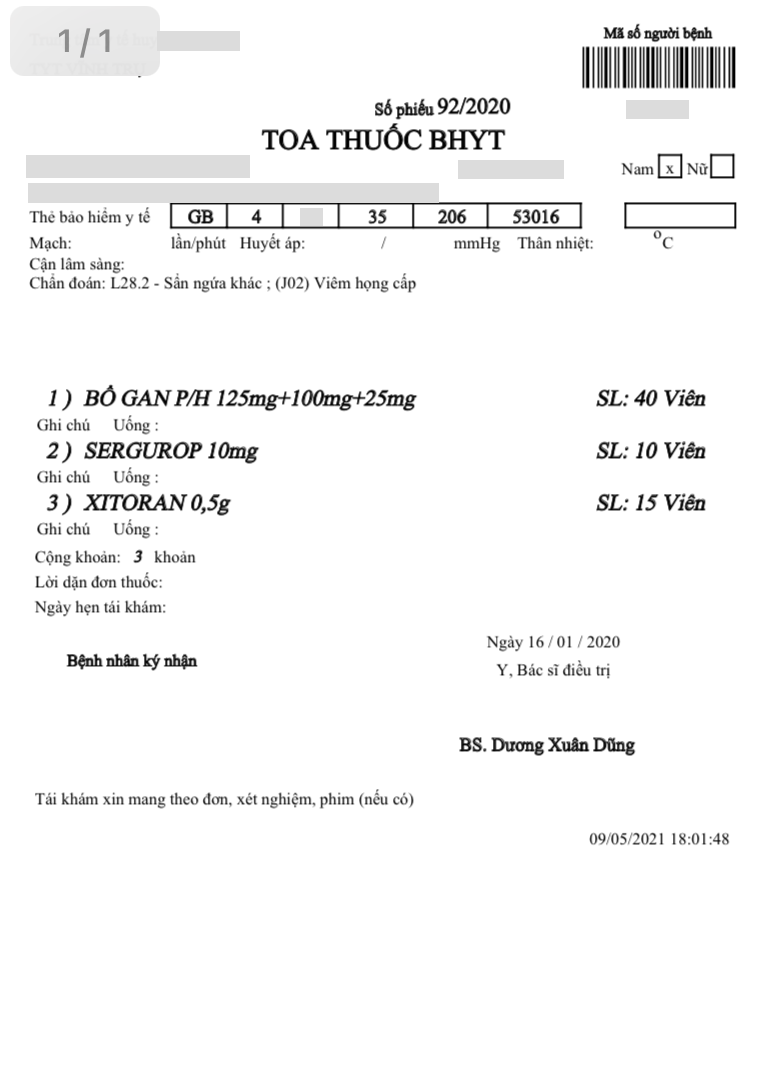 1/1
Mã số người bệnh
TYT VĨNH TRỤ
Số phiếu 92/2020
TOA THUỐC BHYT
Nam x Nữ
Thẻ bảo hiểm y tế GB 4 35 206 53016
Mạch: lần/phút Huyết áp: / mmHg Thân nhiệt: °C
Cận lâm sàng:
Chẩn đoán: L28.2 - Sẩn ngứa khác ; (J02) Viêm họng cấp
1 ) BỔ GAN P/H 125mg+100mg+25mg SL: 40 Viên
Ghi chú Uống :
2 ) SERGUROP 10mg SL: 10 Viên
Ghi chú Uống :
3 ) XITORAN 0,5g SL: 15 Viên
Ghi chú Uống :
Cộng khoản: 3 khoản
Lời dặn đơn thuốc:
Ngày hẹn tái khám:
Ngày 16 / 01 / 2020
Bệnh nhân ký nhận
Y, Bác sĩ điều trị
BS. Dương Xuân Dũng
Tái khám xin mang theo đơn, xét nghiệm, phim (nếu có)
09/05/2021 18:01:48